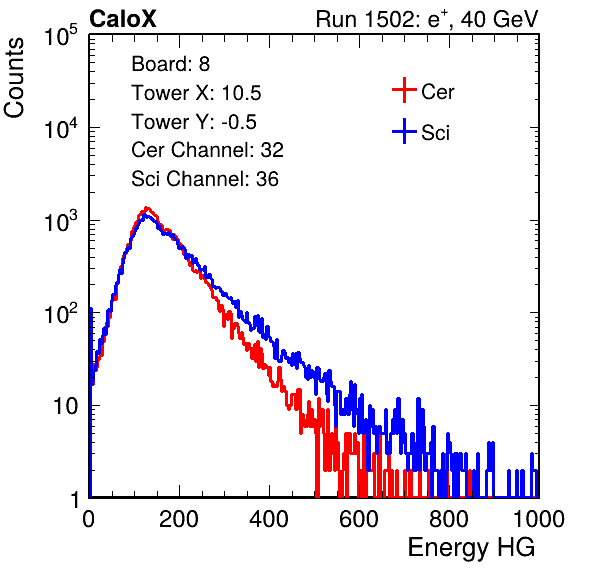 CaloX
Run 1502: e⁺, 40 GeV
Counts
10⁵
10⁴
10³
10²
10
1
Board: 8
Tower X: 10.5
Tower Y: -0.5
Cer Channel: 32
Sci Channel: 36
Cer
Sci
0 200 400 600 800 1000
Energy HG